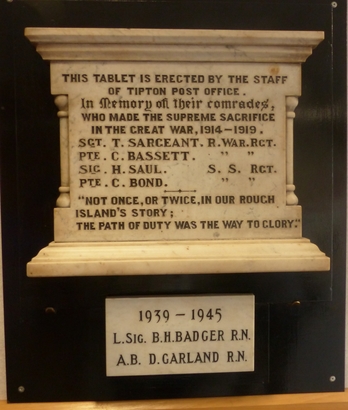 THIS TABLET IS ERECTED BY THE STAFF
OF TIPTON POST OFFICE.
In Memory of their comrades,
WHO MADE THE SUPREME SACRIFICE
IN THE GREAT WAR, 1914-1919.
SGT. T. SARGEANT. R. WAR. RGT.
PTE. C. BASSETT. " "
SIG. H. SAUL. S. S. RGT.
PTE. C. BOND. " "
"NOT ONCE, OR TWICE, IN OUR ROUGH
ISLAND'S STORY;
THE PATH OF DUTY WAS THE WAY TO GLORY."
1939 - 1945
L. SIG. B.H. BADGER R.N.
A.B. D. GARLAND R.N.